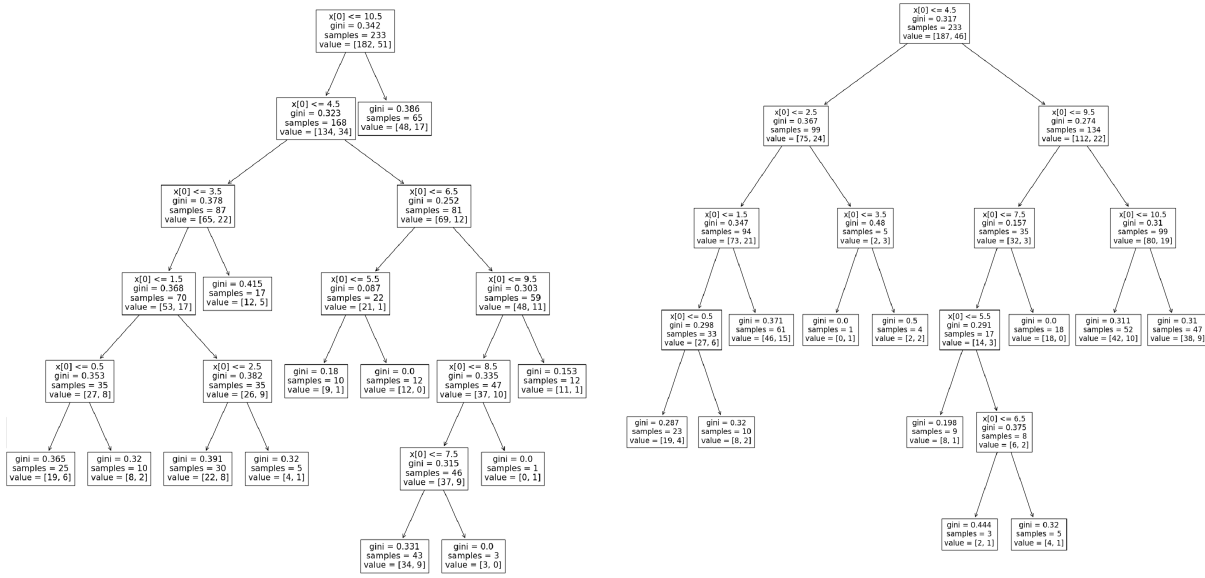 x[0] <= 10.5
gini = 0.342
samples = 233
value = [182, 51]
x[0] <= 4.5
gini = 0.323
samples = 168
value = [134, 34]
gini = 0.386
samples = 65
value = [48, 17]
x[0] <= 3.5
gini = 0.378
samples = 87
value = [65, 22]
x[0] <= 6.5
gini = 0.252
samples = 81
value = [69, 12]
x[0] <= 1.5
gini = 0.368
samples = 70
value = [53, 17]
gini = 0.415
samples = 17
value = [12, 5]
x[0] <= 5.5
gini = 0.087
samples = 22
value = [21, 1]
x[0] <= 9.5
gini = 0.303
samples = 59
value = [48, 11]
x[0] <= 0.5
gini = 0.353
samples = 35
value = [27, 8]
x[0] <= 2.5
gini = 0.382
samples = 35
value = [26, 9]
gini = 0.18
samples = 10
value = [9, 1]
gini = 0.0
samples = 12
value = [12, 0]
x[0] <= 8.5
gini = 0.335
samples = 47
value = [37, 10]
gini = 0.153
samples = 12
value = [11, 1]
gini = 0.365
samples = 25
value = [19, 6]
gini = 0.32
samples = 10
value = [8, 2]
gini = 0.391
samples = 30
value = [22, 8]
gini = 0.32
samples = 5
value = [4, 1]
x[0] <= 7.5
gini = 0.315
samples = 46
value = [37, 9]
gini = 0.0
samples = 1
value = [0, 1]
gini = 0.331
samples = 43
value = [34, 9]
gini = 0.0
samples = 3
value = [3, 0]
x[0] <= 4.5
gini = 0.317
samples = 233
value = [187, 46]
x[0] <= 2.5
gini = 0.367
samples = 99
value = [75, 24]
x[0] <= 9.5
gini = 0.274
samples = 134
value = [112, 22]
x[0] <= 1.5
gini = 0.347
samples = 94
value = [73, 21]
x[0] <= 3.5
gini = 0.48
samples = 5
value = [2, 3]
x[0] <= 7.5
gini = 0.157
samples = 35
value = [32, 3]
x[0] <= 10.5
gini = 0.31
samples = 99
value = [80, 19]
x[0] <= 0.5
gini = 0.298
samples = 33
value = [27, 6]
gini = 0.371
samples = 61
value = [46, 15]
gini = 0.0
samples = 1
value = [0, 1]
gini = 0.5
samples = 4
value = [2, 2]
x[0] <= 5.5
gini = 0.291
samples = 17
value = [14, 3]
gini = 0.0
samples = 18
value = [18, 0]
gini = 0.311
samples = 52
value = [42, 10]
gini = 0.31
samples = 47
value = [38, 9]
gini = 0.287
samples = 23
value = [19, 4]
gini = 0.32
samples = 10
value = [8, 2]
gini = 0.198
samples = 9
value = [8, 1]
x[0] <= 6.5
gini = 0.375
samples = 8
value = [6, 2]
gini = 0.444
samples = 3
value = [2, 1]
gini = 0.32
samples = 5
value = [4, 1]